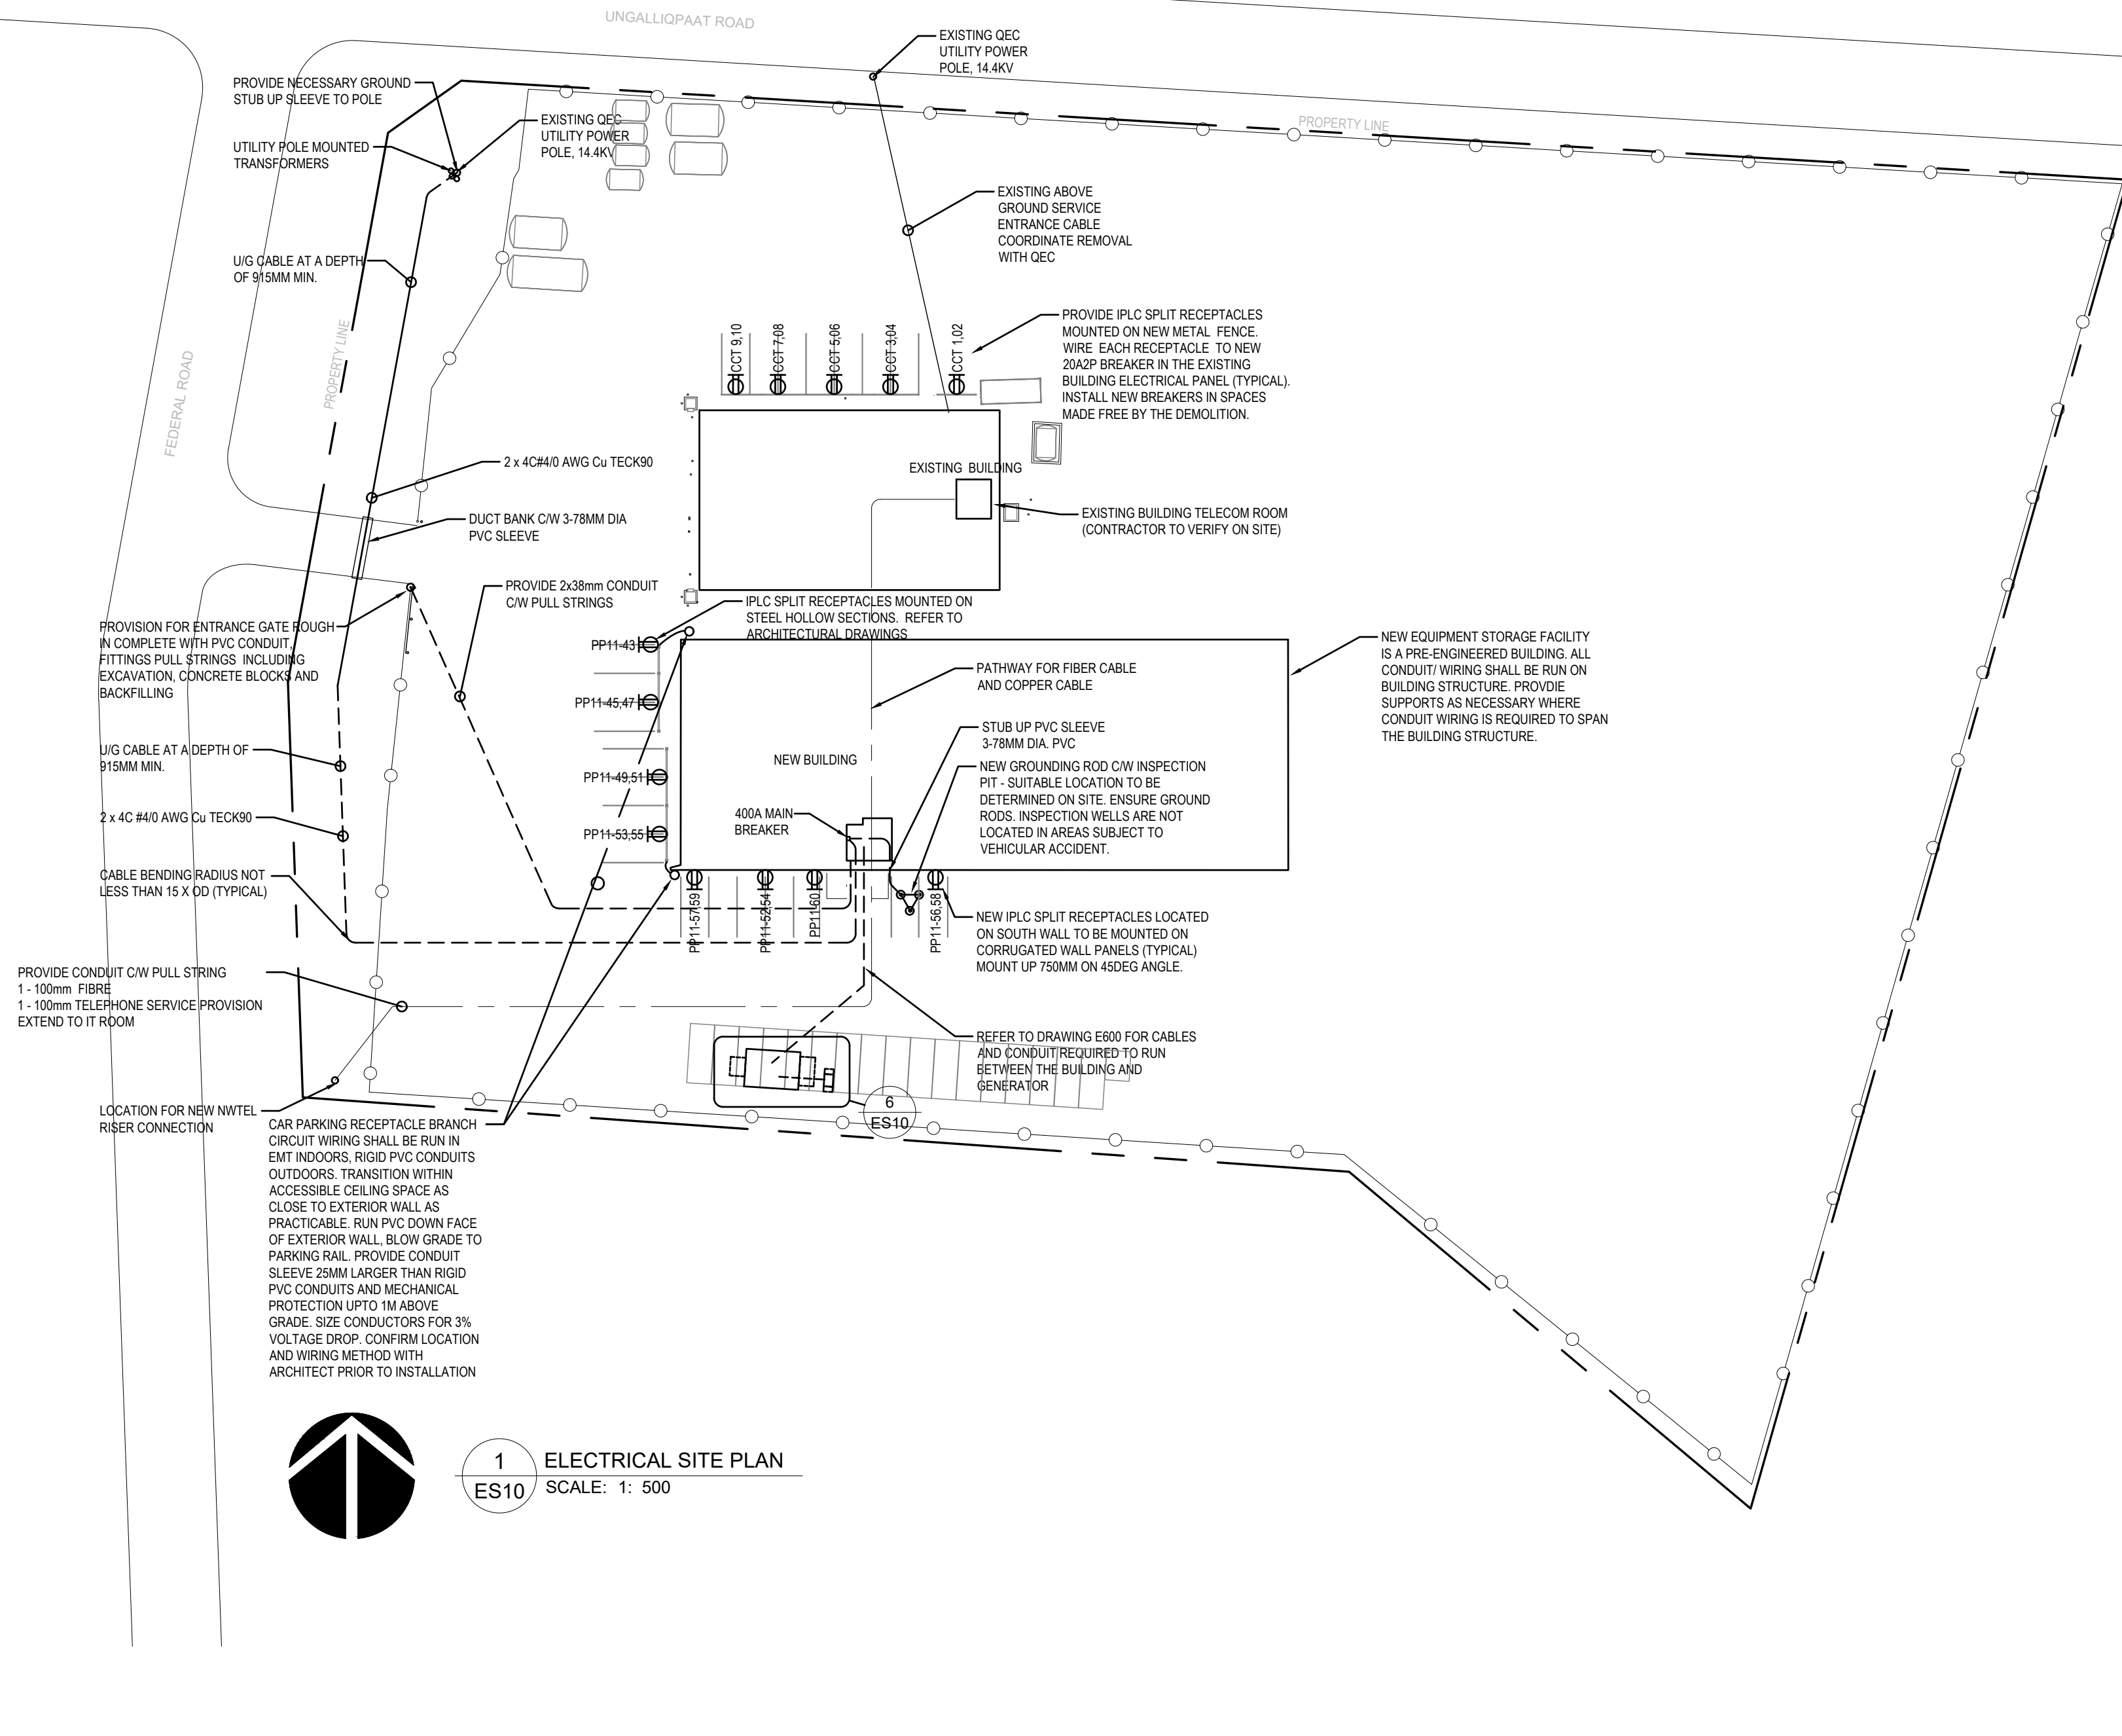 UNGALLIQPAAT ROAD
EXISTING QEC
UTILITY POWER
POLE, 14.4KV
PROVIDE NECESSARY GROUND
STUB UP SLEEVE TO POLE
EXISTING QEC
UTILITY POWER
POLE, 14.4KV
PROPERTY LINE
UTILITY POLE MOUNTED
TRANSFORMERS
EXISTING ABOVE
GROUND SERVICE
ENTRANCE CABLE
COORDINATE REMOVAL
WITH QEC
U/G CABLE AT A DEPTH
OF 915MM MIN.
PROPERTY LINE
FEDERAL ROAD
CCT 9,10
CCT 7,08
CCT 5,06
CCT 3,04
CCT 1,02
PROVIDE IPLC SPLIT RECEPTACLES
MOUNTED ON NEW METAL FENCE.
WIRE EACH RECEPTACLE TO NEW
20A2P BREAKER IN THE EXISTING
BUILDING ELECTRICAL PANEL (TYPICAL).
INSTALL NEW BREAKERS IN SPACES
MADE FREE BY THE DEMOLITION.
2 x 4C#4/0 AWG Cu TECK90
EXISTING BUILDING
DUCT BANK C/W 3-78MM DIA
PVC SLEEVE
EXISTING BUILDING TELECOM ROOM
(CONTRACTOR TO VERIFY ON SITE)
PROVIDE 2x38mm CONDUIT
C/W PULL STRINGS
IPLC SPLIT RECEPTACLES MOUNTED ON
STEEL HOLLOW SECTIONS. REFER TO
ARCHITECTURAL DRAWINGS
PROVISION FOR ENTRANCE GATE ROUGH
IN COMPLETE WITH PVC CONDUIT,
FITTINGS PULL STRINGS INCLUDING
EXCAVATION, CONCRETE BLOCKS AND
BACKFILLING
PP11-43
PP11-45,47
PP11-49,51
PP11-53,55
NEW EQUIPMENT STORAGE FACILITY
IS A PRE-ENGINEERED BUILDING. ALL
CONDUIT/ WIRING SHALL BE RUN ON
BUILDING STRUCTURE. PROVDIE
SUPPORTS AS NECESSARY WHERE
CONDUIT WIRING IS REQUIRED TO SPAN
THE BUILDING STRUCTURE.
PATHWAY FOR FIBER CABLE
AND COPPER CABLE
STUB UP PVC SLEEVE
3-78MM DIA. PVC
NEW BUILDING
NEW GROUNDING ROD C/W INSPECTION
PIT - SUITABLE LOCATION TO BE
DETERMINED ON SITE. ENSURE GROUND
RODS. INSPECTION WELLS ARE NOT
LOCATED IN AREAS SUBJECT TO
VEHICULAR ACCIDENT.
400A MAIN
BREAKER
U/G CABLE AT A DEPTH OF
915MM MIN.
2 x 4C #4/0 AWG Cu TECK90
CABLE BENDING RADIUS NOT
LESS THAN 15 X OD (TYPICAL)
PP11-57,59
PP11-52,54
PP11-60
PP11-56,58
NEW IPLC SPLIT RECEPTACLES LOCATED
ON SOUTH WALL TO BE MOUNTED ON
CORRUGATED WALL PANELS (TYPICAL)
MOUNT UP 750MM ON 45DEG ANGLE.
PROVIDE CONDUIT C/W PULL STRING
1 - 100mm FIBRE
1 - 100mm TELEPHONE SERVICE PROVISION
EXTEND TO IT ROOM
REFER TO DRAWING E600 FOR CABLES
AND CONDUIT REQUIRED TO RUN
BETWEEN THE BUILDING AND
GENERATOR
6
ES10
LOCATION FOR NEW NWTEL
RISER CONNECTION
CAR PARKING RECEPTACLE BRANCH
CIRCUIT WIRING SHALL BE RUN IN
EMT INDOORS, RIGID PVC CONDUITS
OUTDOORS. TRANSITION WITHIN
ACCESSIBLE CEILING SPACE AS
CLOSE TO EXTERIOR WALL AS
PRACTICABLE. RUN PVC DOWN FACE
OF EXTERIOR WALL, BLOW GRADE TO
PARKING RAIL. PROVIDE CONDUIT
SLEEVE 25MM LARGER THAN RIGID
PVC CONDUITS AND MECHANICAL
PROTECTION UPTO 1M ABOVE
GRADE. SIZE CONDUCTORS FOR 3%
VOLTAGE DROP. CONFIRM LOCATION
AND WIRING METHOD WITH
ARCHITECT PRIOR TO INSTALLATION
1
ES10
ELECTRICAL SITE PLAN
SCALE: 1: 500